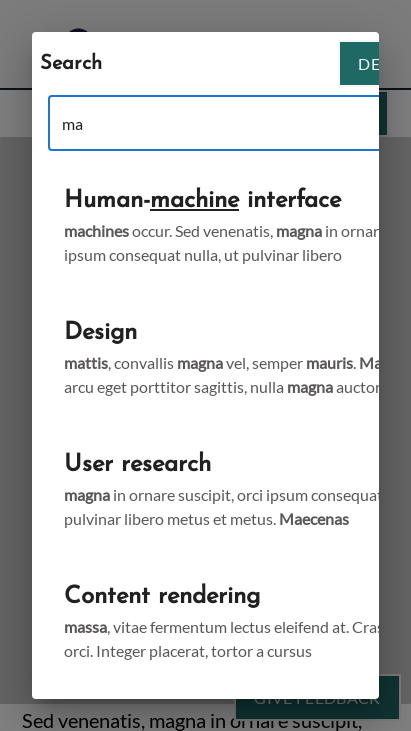 Search
DE
ma
Human-machine interface
machines occur. Sed venenatis, magna in ornar
ipsum consequat nulla, ut pulvinar libero
Design
mattis, convallis magna vel, semper mauris. Ma
arcu eget porttitor sagittis, nulla magna auctor
User research
magna in ornare suscipit, orci ipsum consequat
pulvinar libero metus et metus. Maecenas
Content rendering
massa, vitae fermentum lectus eleifend at. Cras
orci. Integer placerat, tortor a cursus
GIVE FEEDBACK
Sed venenatis, magna in ornare suscipit,